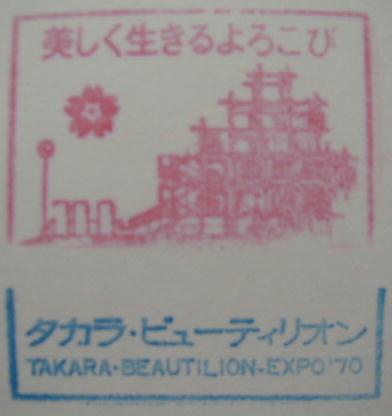 美しく生きるよろこび
タカラ・ビューティリオン
TAKARA・BEAUTILION-EXPO'70